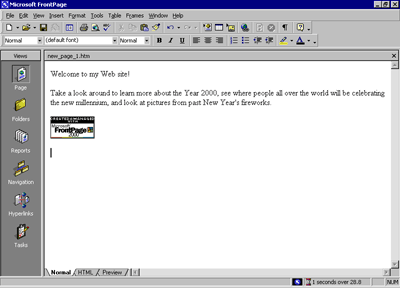 Microsoft FrontPage
File Edit View Insert Format Tools Table Frames Window Help
Normal (default font) Normal B I U A
Views new_page_1.htm
Welcome to my Web site!
Take a look around to learn more about the Year 2000, see where people all over the world will be celebrating
the new millennium, and look at pictures from past New Year's fireworks.
Microsoft
FrontPage
2000
Page
Folders
Reports
Navigation
Hyperlinks
Tasks
Normal HTML Preview
1 seconds over 28.8 NUM